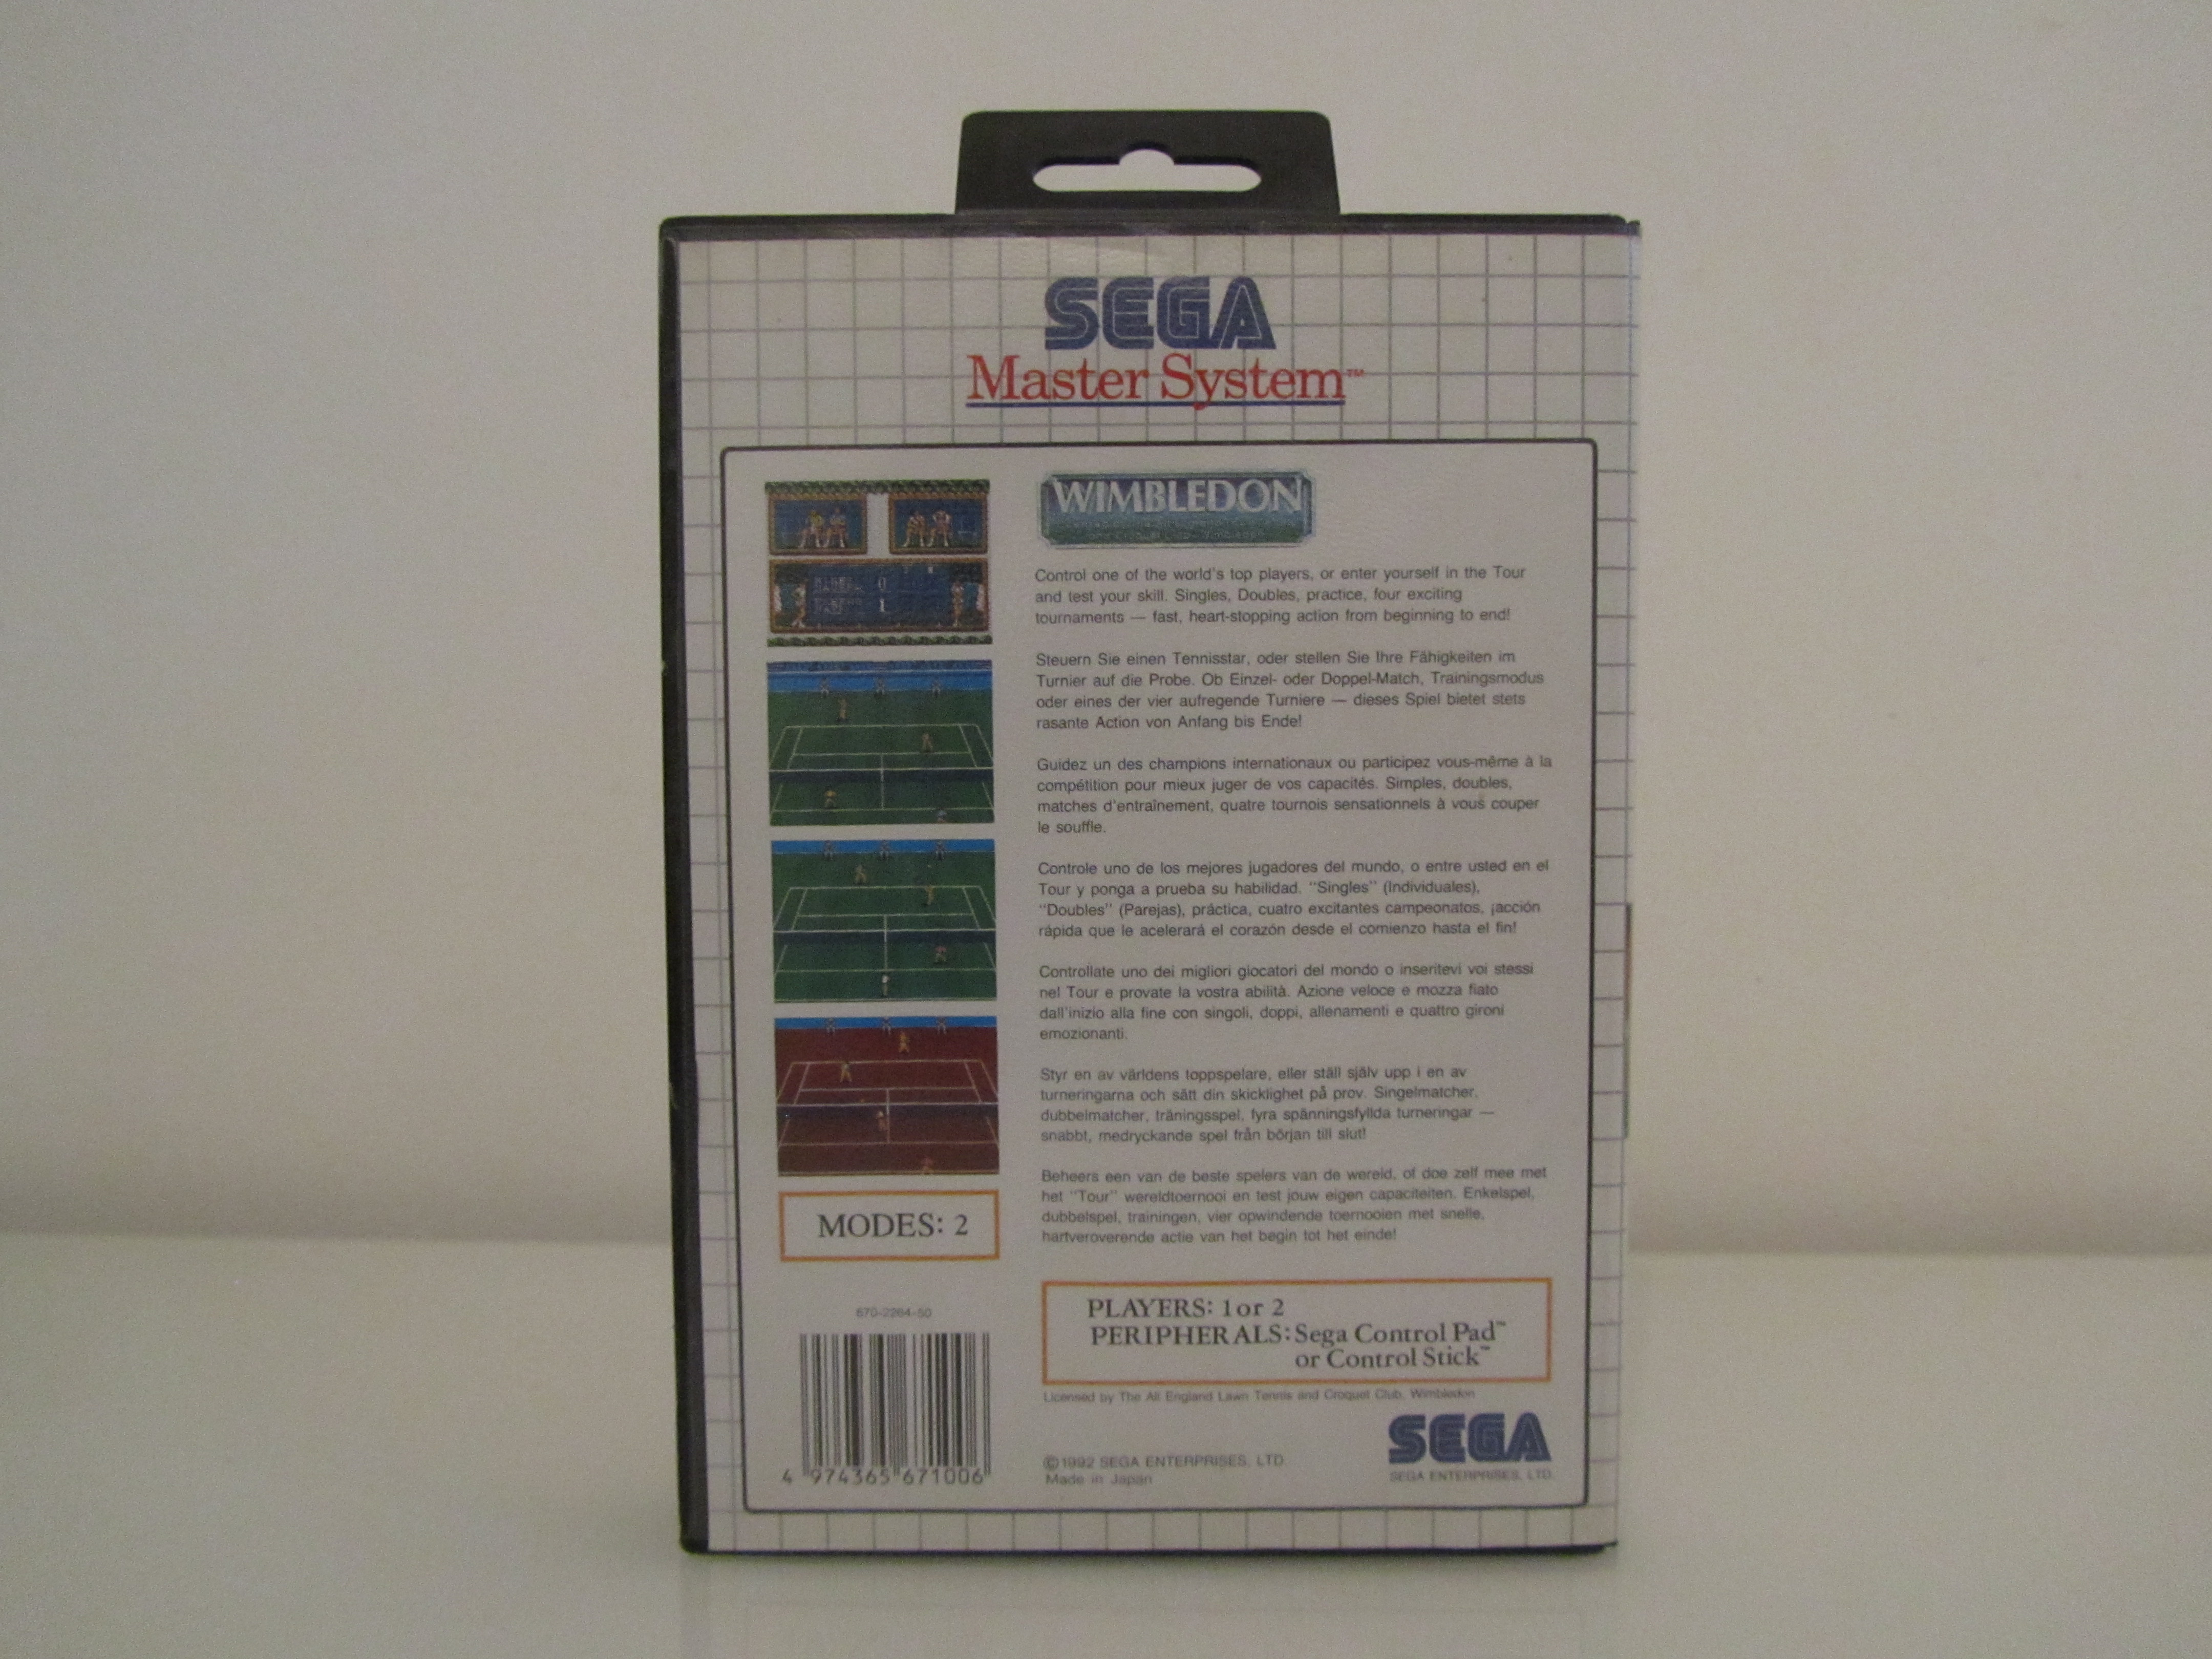 SEGA
Master System™
WIMBLEDON
Control one of the world's top players, or enter yourself in the Tour
and test your skill. Singles, Doubles, practice, four exciting
tournaments — fast, heart-stopping action from beginning to end!
Steuern Sie einen Tennisstar, oder stellen Sie Ihre Fähigkeiten im
Turnier auf die Probe. Ob Einzel- oder Doppel-Match, Trainingsmodus
oder eines der vier aufregende Turniere — dieses Spiel bietet stets
rasante Action von Anfang bis Ende!
Guidez un des champions internationaux ou participez vous-même à la
compétition pour mieux juger de vos capacités. Simples, doubles,
matches d'entraînement, quatre tournois sensationnels à vous couper
le souffle.
Controle uno de los mejores jugadores del mundo, o entre usted en el
Tour y ponga a prueba su habilidad. "Singles" (Individuales),
"Doubles" (Parejas), práctica, cuatro excitantes campeonatos, ¡acción
rápida que le acelerará el corazón desde el comienzo hasta el fin!
Controllate uno dei migliori giocatori del mondo o inseritevi voi stessi
nel Tour e provate la vostra abilità. Azione veloce e mozza fiato
dall'inizio alla fine con singoli, doppi, allenamenti e quattro gironi
emozionanti.
Styr en av världens toppspelare, eller ställ själv upp i en av
turneringarna och sätt din skicklighet på prov. Singelmatcher,
dubbelmatcher, träningsspel, fyra spänningsfyllda turneringar —
snabbt, medryckande spel från början till slut!
Beheers een van de beste spelers van de wereld, of doe zelf mee met
het "Tour" wereldtoernooi en test jouw eigen capaciteiten. Enkelspel,
dubbelspel, trainingen, vier opwindende toernooien met snelle,
hartveroverende actie van het begin tot het einde!
0
1
MODES: 2
670-2264-50
4 974365 671006
PLAYERS: 1 or 2
PERIPHERALS: Sega Control Pad™
or Control Stick™
Licensed by The All England Lawn Tennis and Croquet Club, Wimbledon
©1992 SEGA ENTERPRISES, LTD.
Made in Japan
SEGA
SEGA ENTERPRISES, LTD.